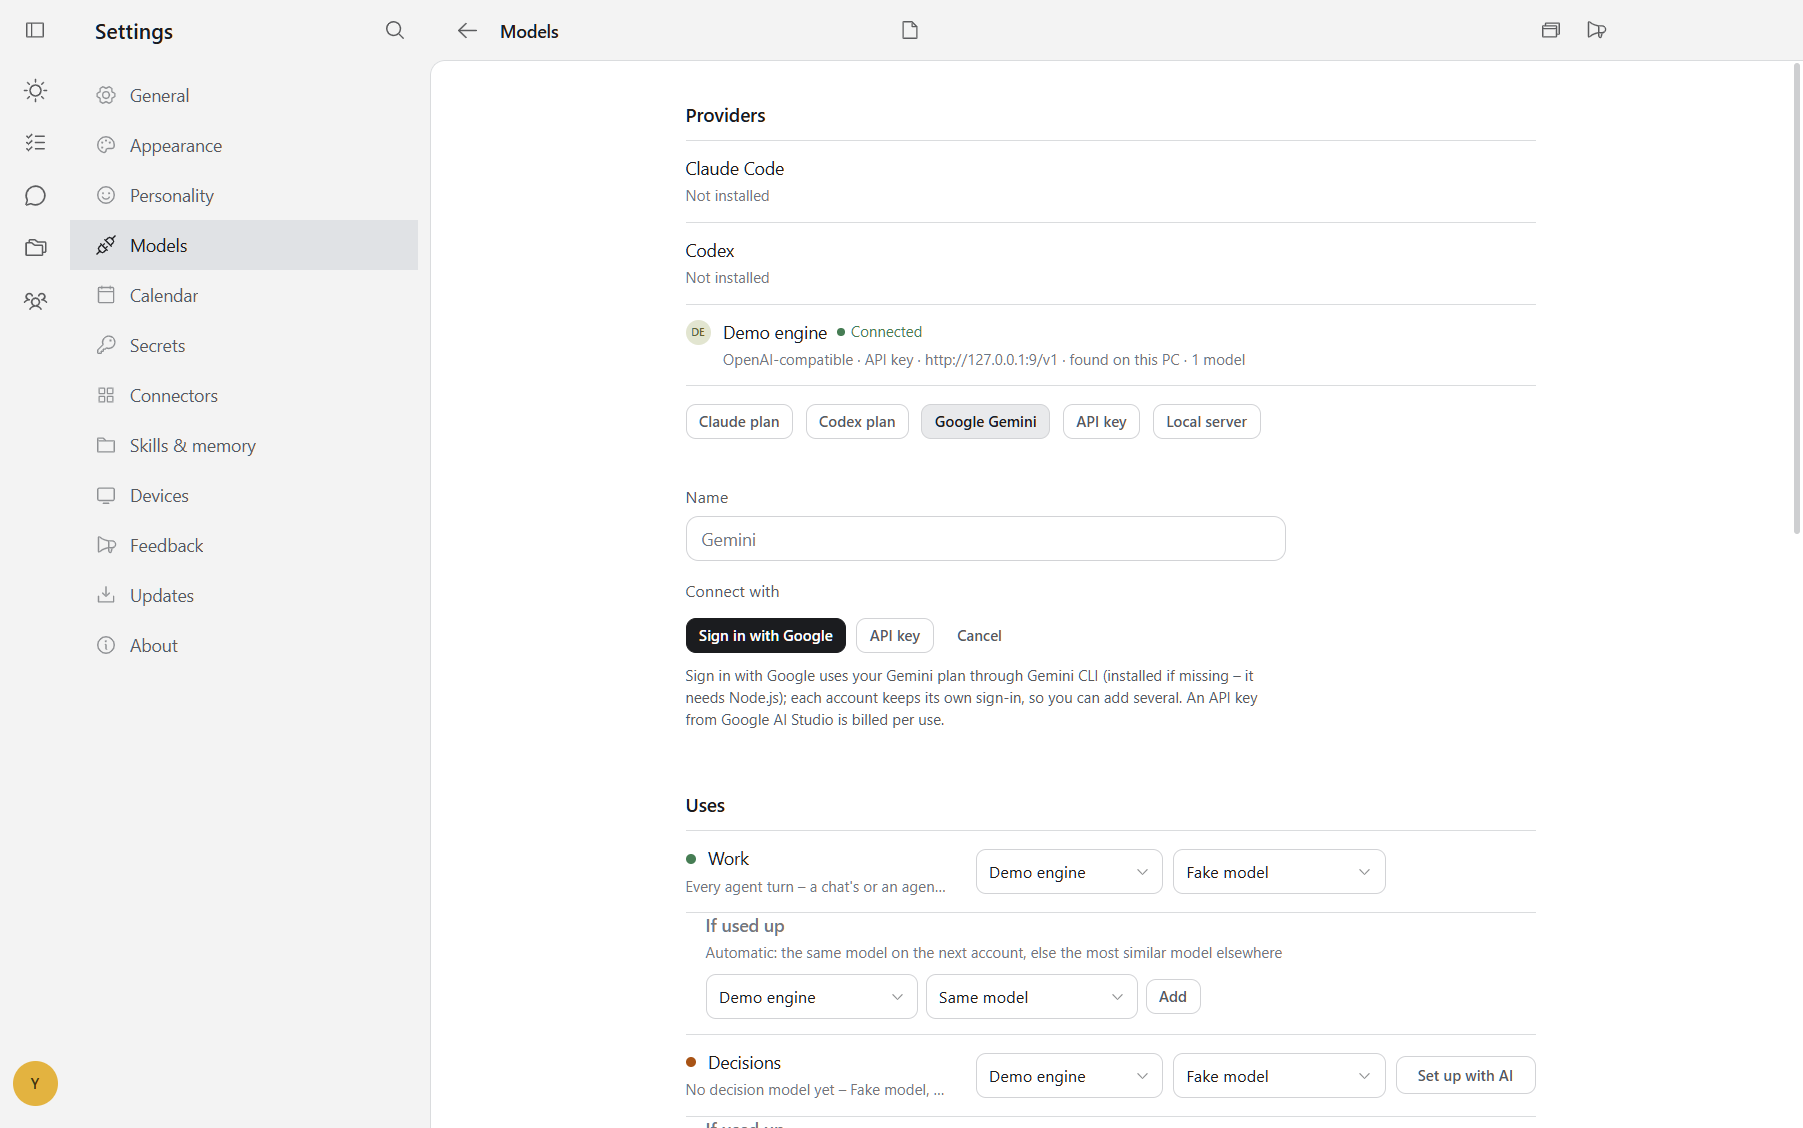 Settings
Models
General
Appearance
Personality
Models
Calendar
Secrets
Connectors
Skills & memory
Devices
Feedback
Updates
About
Y
Providers
Claude Code
Not installed
Codex
Not installed
DE Demo engine Connected
OpenAI-compatible · API key · http://127.0.0.1:9/v1 · found on this PC · 1 model
Claude plan Codex plan Google Gemini API key Local server
Name
Gemini
Connect with
Sign in with Google API key Cancel
Sign in with Google uses your Gemini plan through Gemini CLI (installed if missing – it
needs Node.js); each account keeps its own sign-in, so you can add several. An API key
from Google AI Studio is billed per use.
Uses
Work Demo engine Fake model
Every agent turn – a chat's or an agen...
If used up
Automatic: the same model on the next account, else the most similar model elsewhere
Demo engine Same model Add
Decisions Demo engine Fake model Set up with AI
No decision model yet – Fake model, ...
If used up